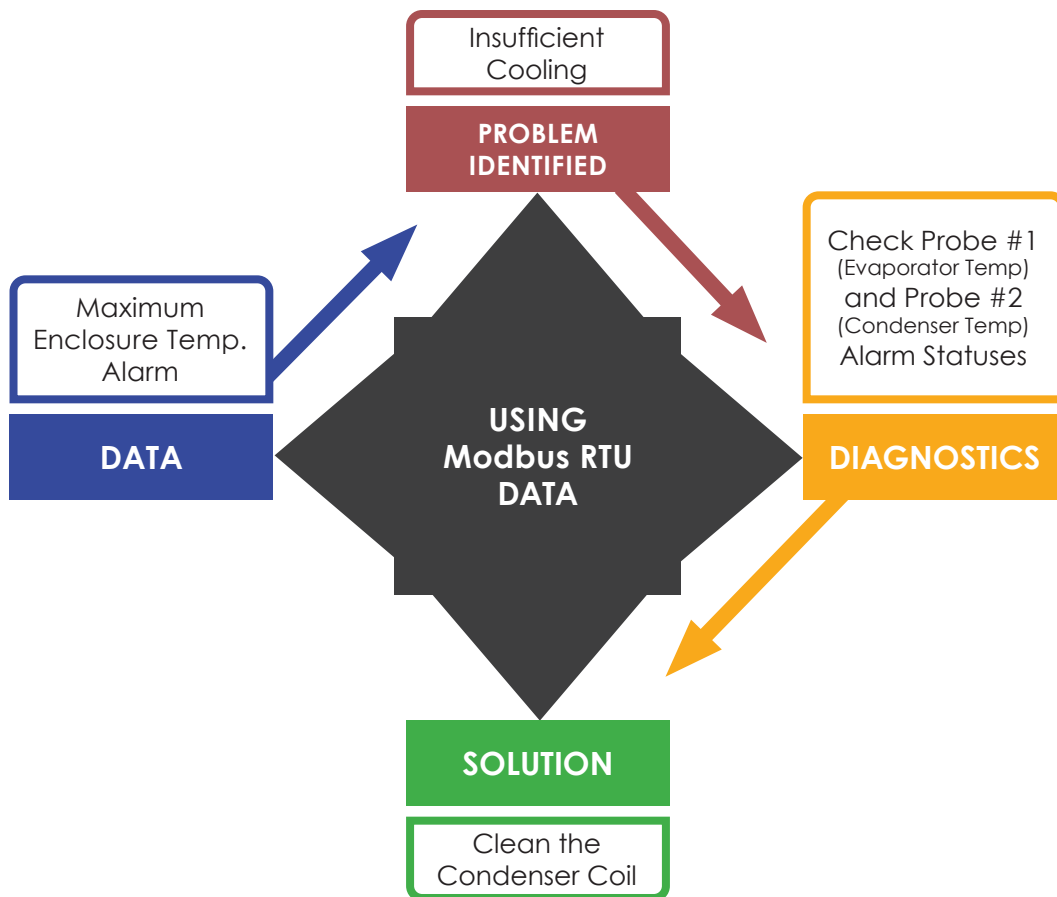 Insufficient
Cooling
PROBLEM
IDENTIFIED
Maximum
Enclosure Temp.
Alarm
DATA
USING
Modbus RTU
DATA
Check Probe #1
(Evaporator Temp)
and Probe #2
(Condenser Temp)
Alarm Statuses
DIAGNOSTICS
SOLUTION
Clean the
Condenser Coil